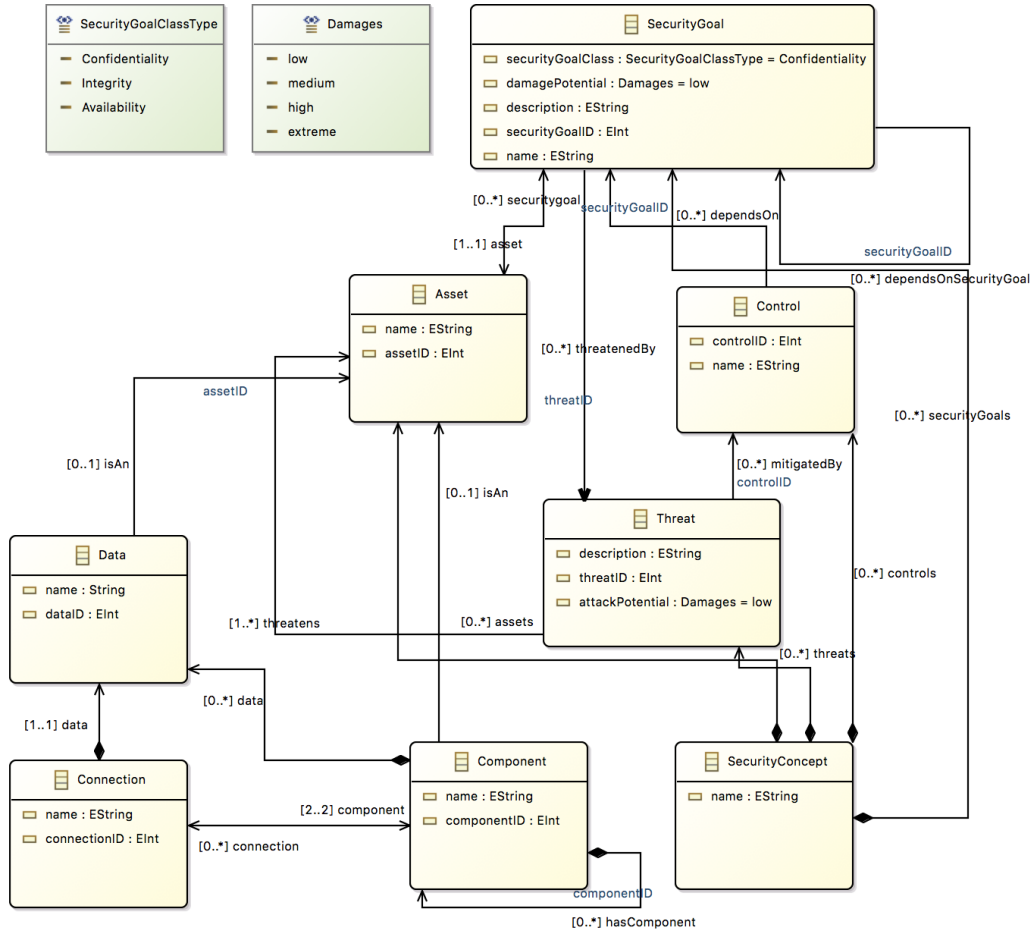 SecurityGoalClassType
Confidentiality
Integrity
Availability
Damages
low
medium
high
extreme
SecurityGoal
securityGoalClass : SecurityGoalClassType = Confidentiality
damagePotential : Damages = low
description : EString
securityGoalID : EInt
name : EString
[0..*] securitygoal
securityGoalID
[0..*] dependsOn
[1..1] asset
securityGoalID
[0..*] dependsOnSecurityGoal
Asset
name : EString
assetID : EInt
Control
controlID : EInt
name : EString
[0..*] threatenedBy
assetID
threatID
[0..*] securityGoals
[0..1] isAn
[0..*] mitigatedBy
controlID
[0..1] isAn
Threat
description : EString
threatID : EInt
attackPotential : Damages = low
Data
name : String
dataID : EInt
[0..*] controls
[1..*] threatens
[0..*] assets
[0..*] threats
[0..*] data
[1..1] data
Connection
name : EString
connectionID : EInt
Component
name : EString
componentID : EInt
SecurityConcept
name : EString
[2..2] component
[0..*] connection
componentID
[0..*] hasComponent